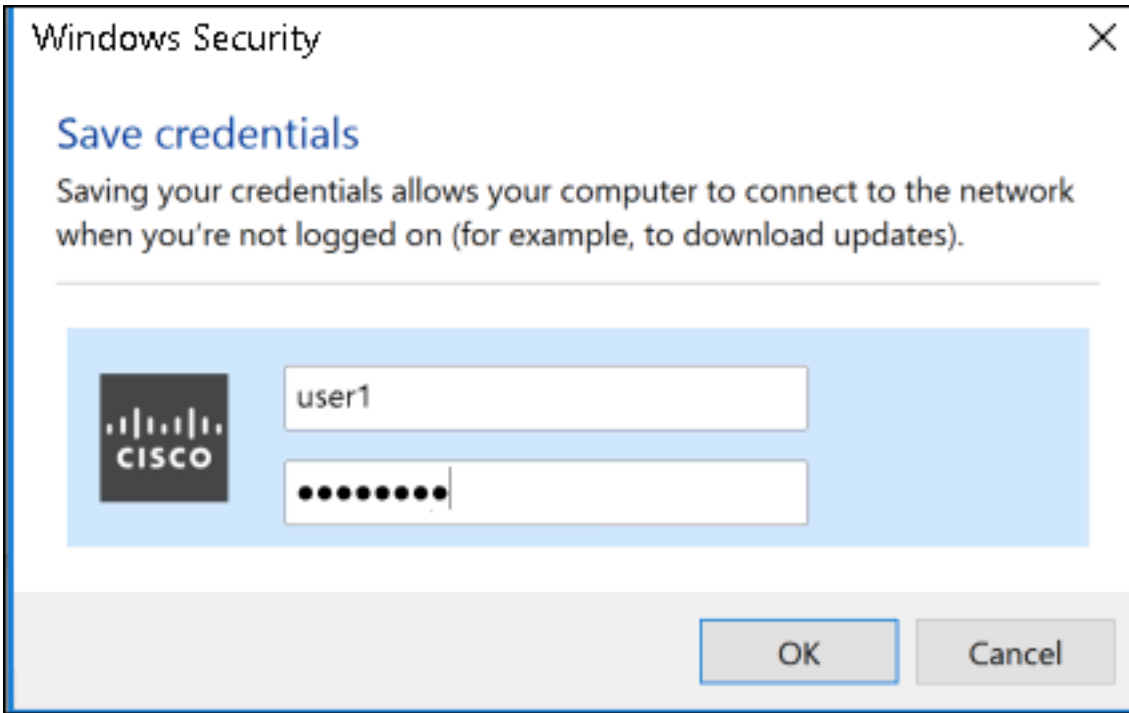 Windows Security
Save credentials
Saving your credentials allows your computer to connect to the network
when you're not logged on (for example, to download updates).
user1
CISCO
●●●●●●●●
OK
Cancel